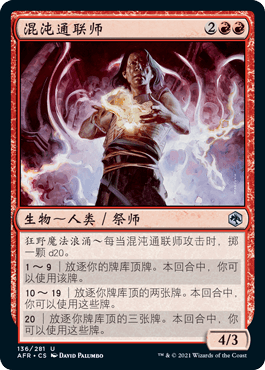 混沌通联师 2
生物～人类／祭师
狂野魔法浪涌～每当混沌通联师攻击时，掷
一颗 d20。
1～9｜放逐你的牌库顶牌。本回合中，你可
以使用该牌。
10～19｜放逐你牌库顶的两张牌。本回合中，
你可以使用这些牌。
20｜放逐你牌库顶的三张牌。本回合中，你
可以使用这些牌。
4/3
136/281 U
AFR • CS DAVID PALUMBO
™ & © 2021 Wizards of the Coast